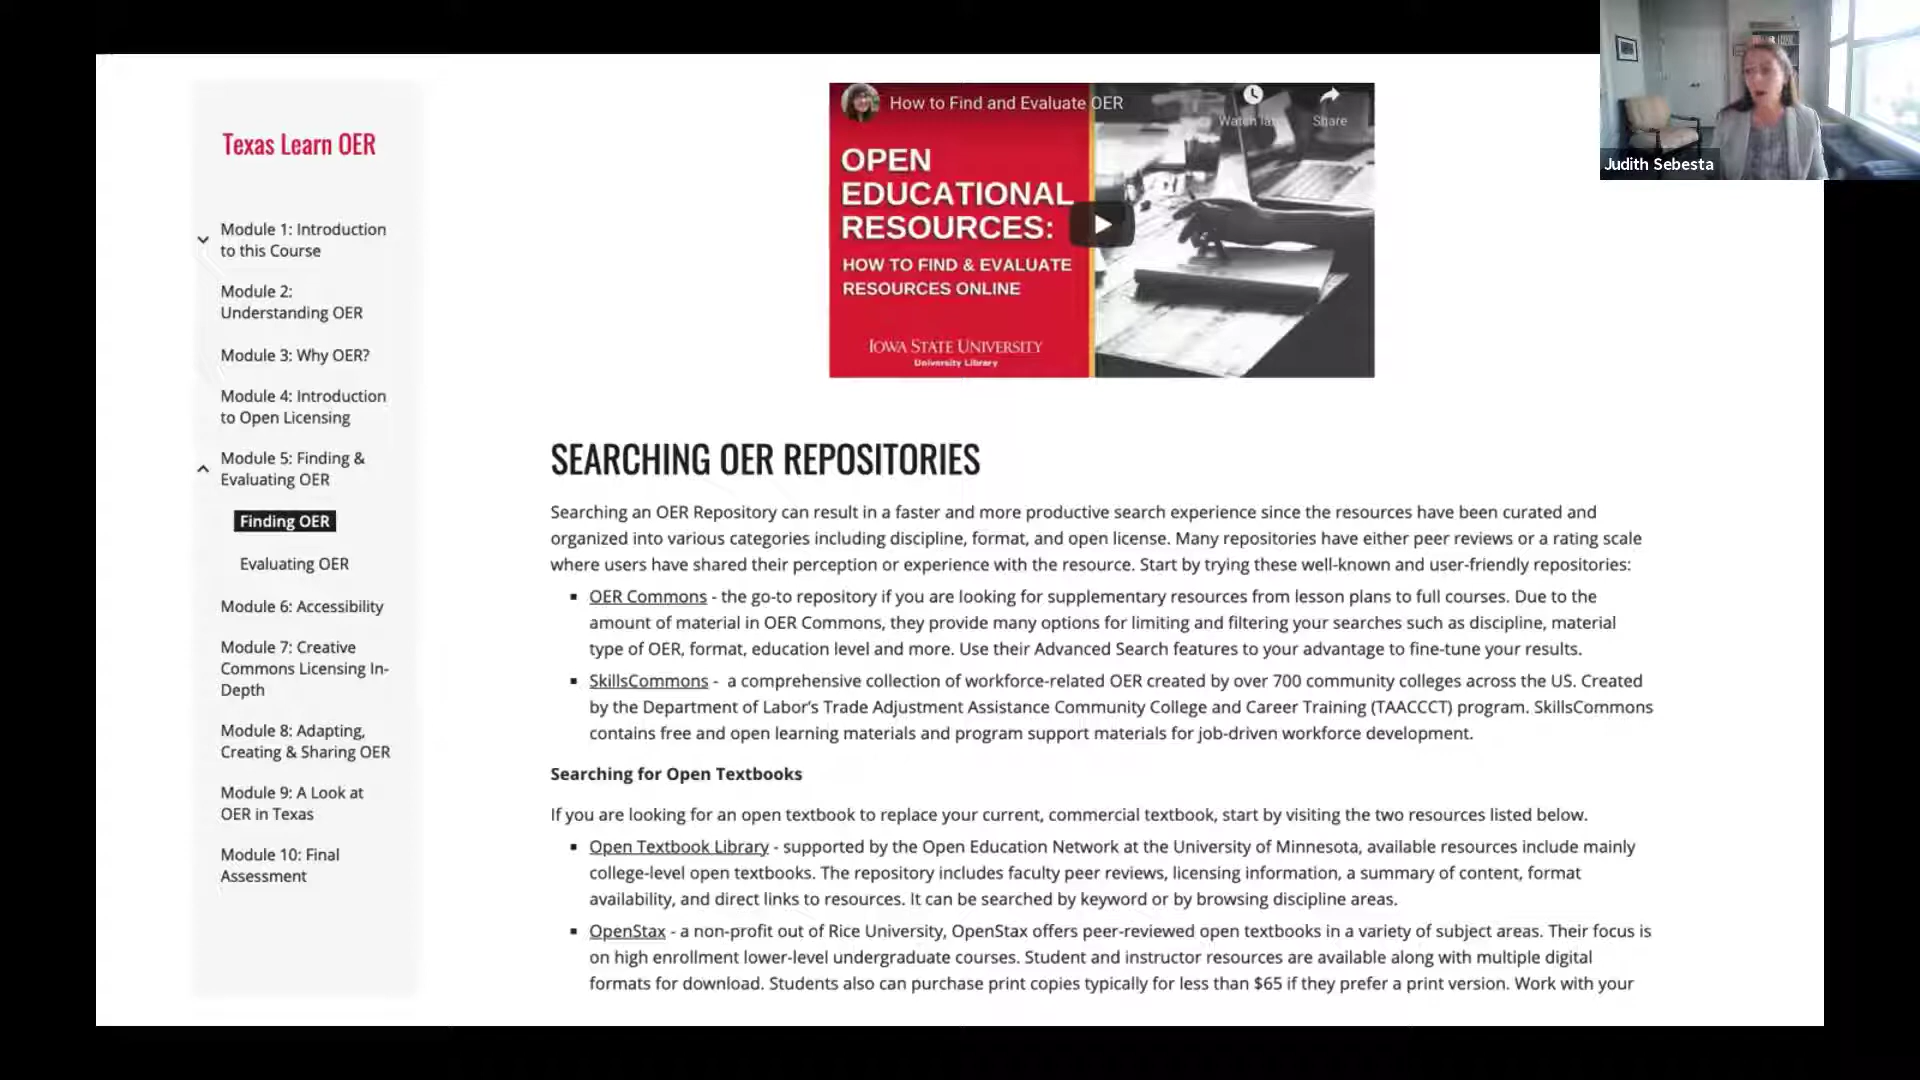 Texas Learn OER
Module 1: Introduction
to this Course
Module 2:
Understanding OER
Module 3: Why OER?
Module 4: Introduction
to Open Licensing
Module 5: Finding &
Evaluating OER
Finding OER
Evaluating OER
Module 6: Accessibility
Module 7: Creative
Commons Licensing In-
Depth
Module 8: Adapting,
Creating & Sharing OER
Module 9: A Look at
OER in Texas
Module 10: Final
Assessment
How to Find and Evaluate OER
Watch later
Share
OPEN
EDUCATIONAL
RESOURCES:
HOW TO FIND & EVALUATE
RESOURCES ONLINE
IOWA STATE UNIVERSITY
University Library
Judith Sebesta
SEARCHING OER REPOSITORIES
Searching an OER Repository can result in a faster and more productive search experience since the resources have been curated and
organized into various categories including discipline, format, and open license. Many repositories have either peer reviews or a rating scale
where users have shared their perception or experience with the resource. Start by trying these well-known and user-friendly repositories:
▪ OER Commons - the go-to repository if you are looking for supplementary resources from lesson plans to full courses. Due to the
amount of material in OER Commons, they provide many options for limiting and filtering your searches such as discipline, material
type of OER, format, education level and more. Use their Advanced Search features to your advantage to fine-tune your results.
▪ SkillsCommons - a comprehensive collection of workforce-related OER created by over 700 community colleges across the US. Created
by the Department of Labor's Trade Adjustment Assistance Community College and Career Training (TAACCCT) program. SkillsCommons
contains free and open learning materials and program support materials for job-driven workforce development.
Searching for Open Textbooks
If you are looking for an open textbook to replace your current, commercial textbook, start by visiting the two resources listed below.
▪ Open Textbook Library - supported by the Open Education Network at the University of Minnesota, available resources include mainly
college-level open textbooks. The repository includes faculty peer reviews, licensing information, a summary of content, format
availability, and direct links to resources. It can be searched by keyword or by browsing discipline areas.
▪ OpenStax - a non-profit out of Rice University, OpenStax offers peer-reviewed open textbooks in a variety of subject areas. Their focus is
on high enrollment lower-level undergraduate courses. Student and instructor resources are available along with multiple digital
formats for download. Students also can purchase print copies typically for less than $65 if they prefer a print version. Work with your